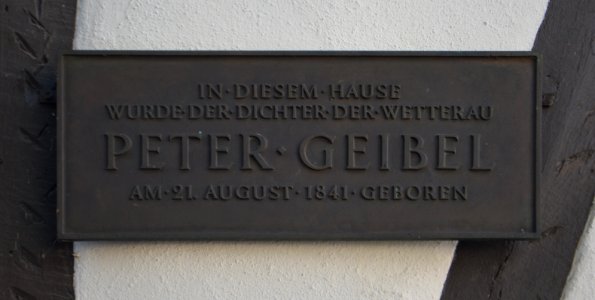 IN·DIESEM·HAUSE
WURDE·DER·DICHTER·DER·WETTERAU
PETER·GEIBEL
AM·21.AUGUST·1841·GEBOREN